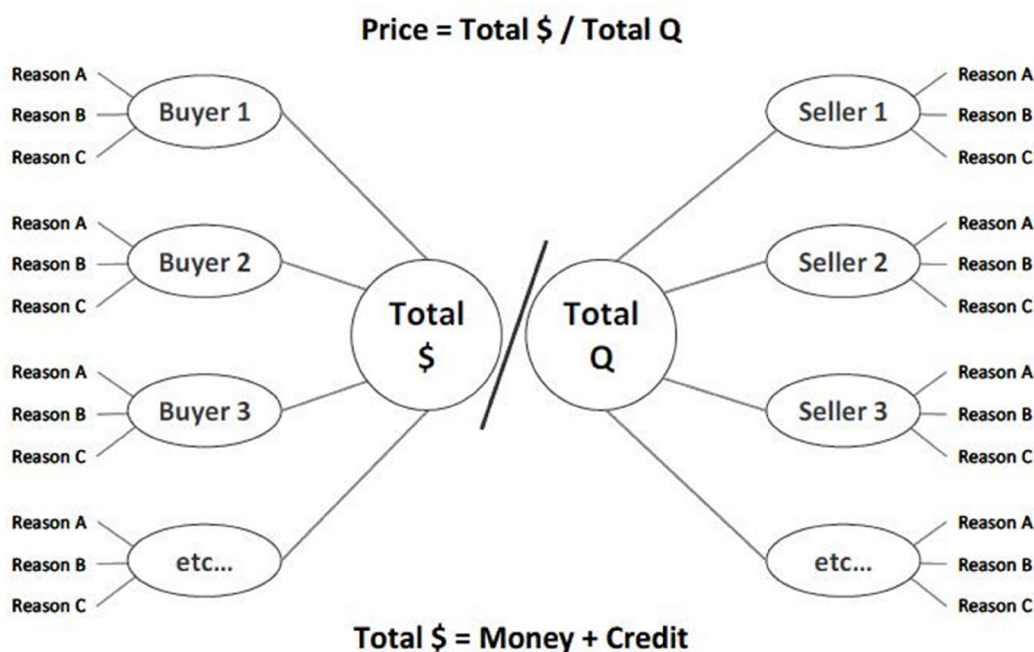 Price = Total $ / Total Q
Reason A
Reason B
Reason C
Buyer 1
Reason A
Reason B
Reason C
Buyer 2
Reason A
Reason B
Reason C
Buyer 3
Reason A
Reason B
Reason C
etc...
Total
$
/
Total
Q
Seller 1
Reason A
Reason B
Reason C
Seller 2
Reason A
Reason B
Reason C
Seller 3
Reason A
Reason B
Reason C
etc...
Reason A
Reason B
Reason C
Total $ = Money + Credit